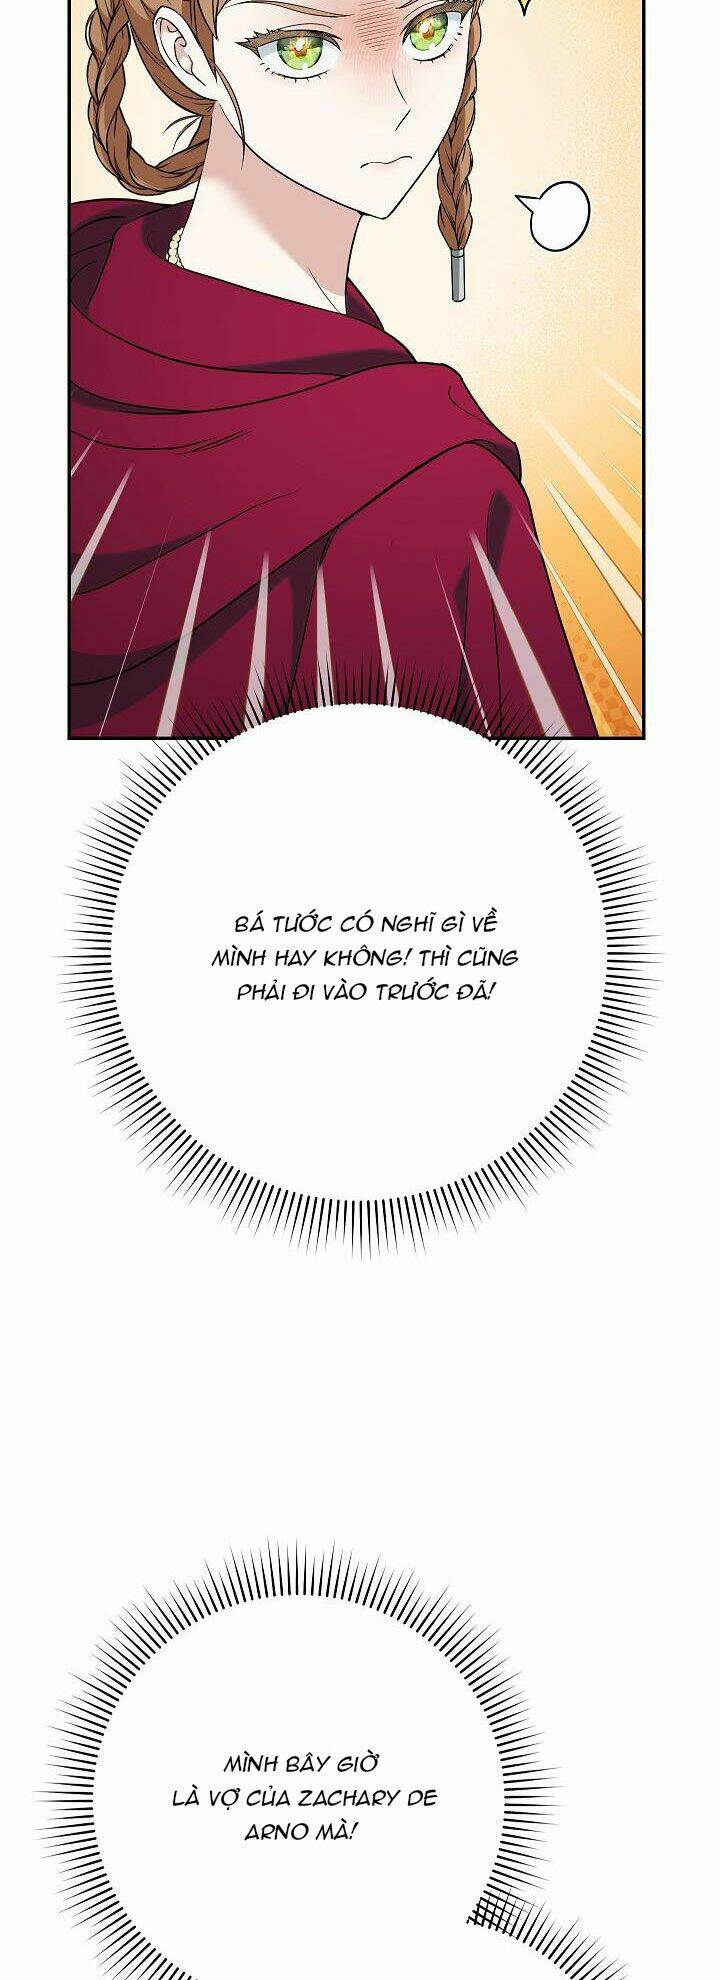 BÁ TƯỚC CÓ NGHĨ GÌ VỀ
MÌNH HAY KHÔNG! THÌ CŨNG
PHẢI ĐI VÀO TRƯỚC ĐÃ!
MÌNH BÂY GIỜ
LÀ VỢ CỦA ZACHARY DE
ARNO MÀ!